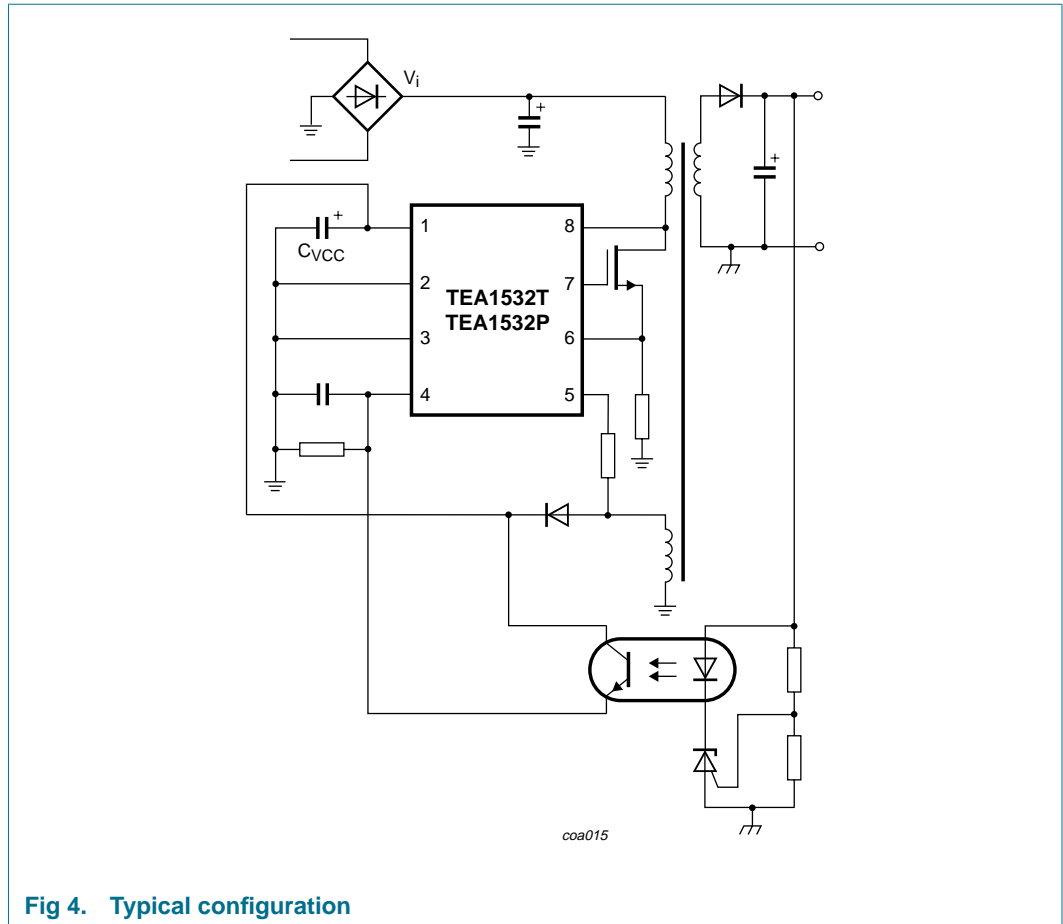 Vi
CVCC
1
2
3
4
8
7
6
5
TEA1532T
TEA1532P
+
+
+
coa015
Fig 4. Typical configuration